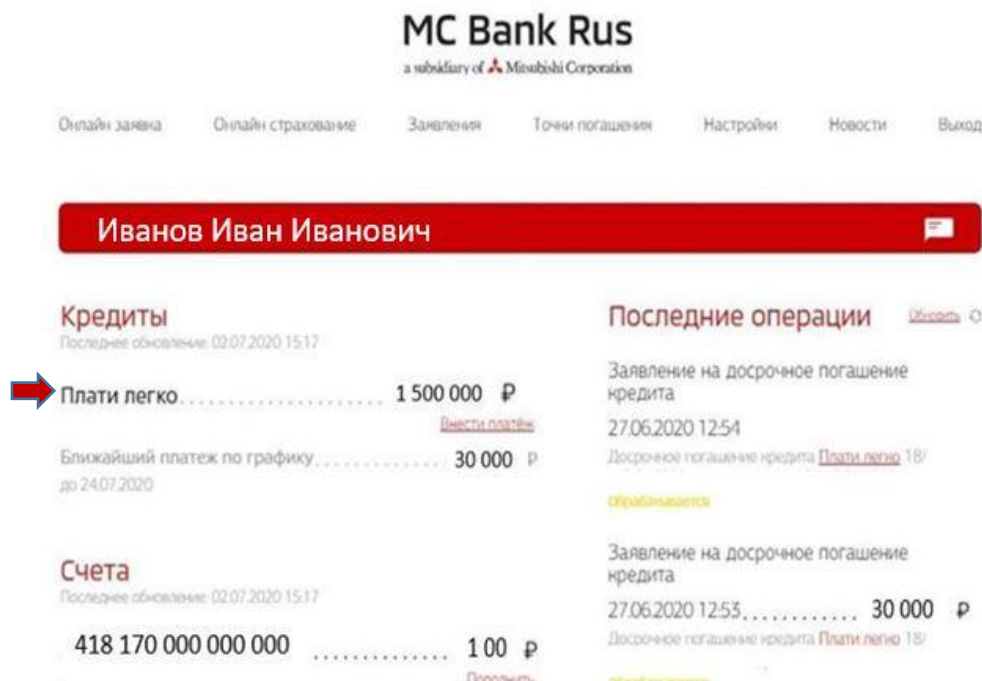 MC Bank Rus
a subsidiary of Mitsubishi Corporation
Онлайн заявка Онлайн страхование Заявления Точки погашения Настройки Новости Выход
Иванов Иван Иванович
Кредиты
Последнее обновление: 02.07.2020 15:17
Плати легко 1 500 000 ₽
Внести платёж
Ближайший платеж по графику 30 000 ₽
до 24.07.2020
Счета
Последнее обновление: 02.07.2020 15:17
418 170 000 000 000 1 00 ₽
Пополнить
Последние операции Обновить
Заявление на досрочное погашение
кредита
27.06.2020 12:54
Досрочное погашение кредита Плати легко 18/
Обрабатывается
Заявление на досрочное погашение
кредита
27.06.2020 12:53 30 000 ₽
Досрочное погашение кредита Плати легко 18/
Обрабатывается